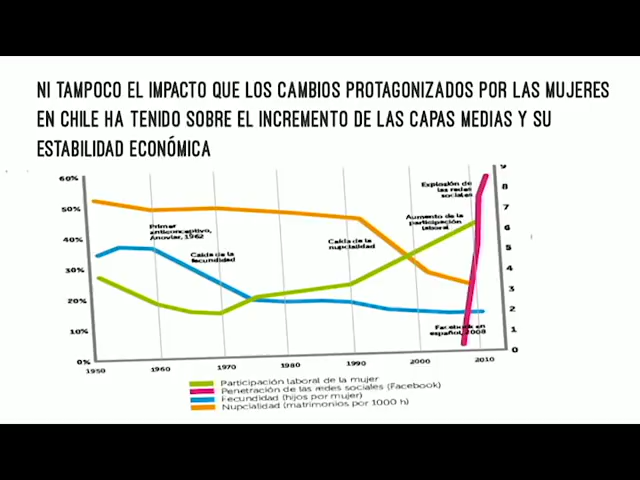 NI TAMPOCO EL IMPACTO QUE LOS CAMBIOS PROTAGONIZADOS POR LAS MUJERES
EN CHILE HA TENIDO SOBRE EL INCREMENTO DE LAS CAPAS MEDIAS Y SU
ESTABILIDAD ECONÓMICA
60%
50%
40%
30%
20%
10%
0%
9
8
7
6
5
4
3
2
1
0
Explosión de
las redes
sociales
Aumento de la
participación
laboral
Primer
anticonceptivo,
Anovlar, 1962
Caída de la
fecundidad
Caída de la
nupcialidad
Facebook en
español, 2008
1950
1960
1970
1980
1990
2000
2010
Participación laboral de la mujer
Penetración de las redes sociales (Facebook)
Fecundidad (hijos por mujer)
Nupcialidad (matrimonios por 1000 h)